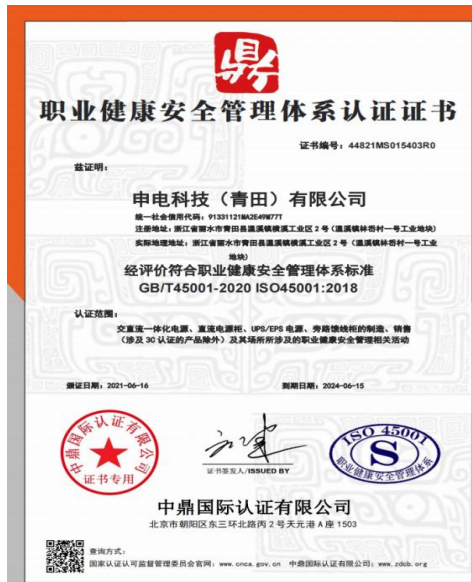 鼎
职业健康安全管理体系认证证书
证书编号：44821MS015403R0
兹证明：
申电科技（青田）有限公司
统一社会信用代码：91331121MA2E49M77T
注册地址：浙江省丽水市青田县温溪镇横溪工业区2号（温溪镇林岙村一号工业地块）
实际地理地址：浙江省丽水市青田县温溪镇横溪工业区2号（温溪镇林岙村一号工业
地块）
经评价符合职业健康安全管理体系标准
GB/T45001-2020 ISO45001:2018
认证范围：
交直流一体化电源、直流电源柜、UPS/EPS 电源、旁路馈线柜的制造、销售
（涉及 3C 认证的产品除外）及其场所所涉及的职业健康安全管理相关活动
颁证日期：2021-06-16
到期日期：2024-06-15
中鼎国际认证有限公司
证书专用
证书签发人/ISSUED BY
ISO 45001
S
职业健康安全管理体系
中鼎国际认证有限公司
北京市朝阳区东三环北路丙2号天元港A座1503
查询方式：
国家认证认可监督管理委员会官网：www.cnca.gov.cn 中鼎国际认证有限公司：www.zdcb.org